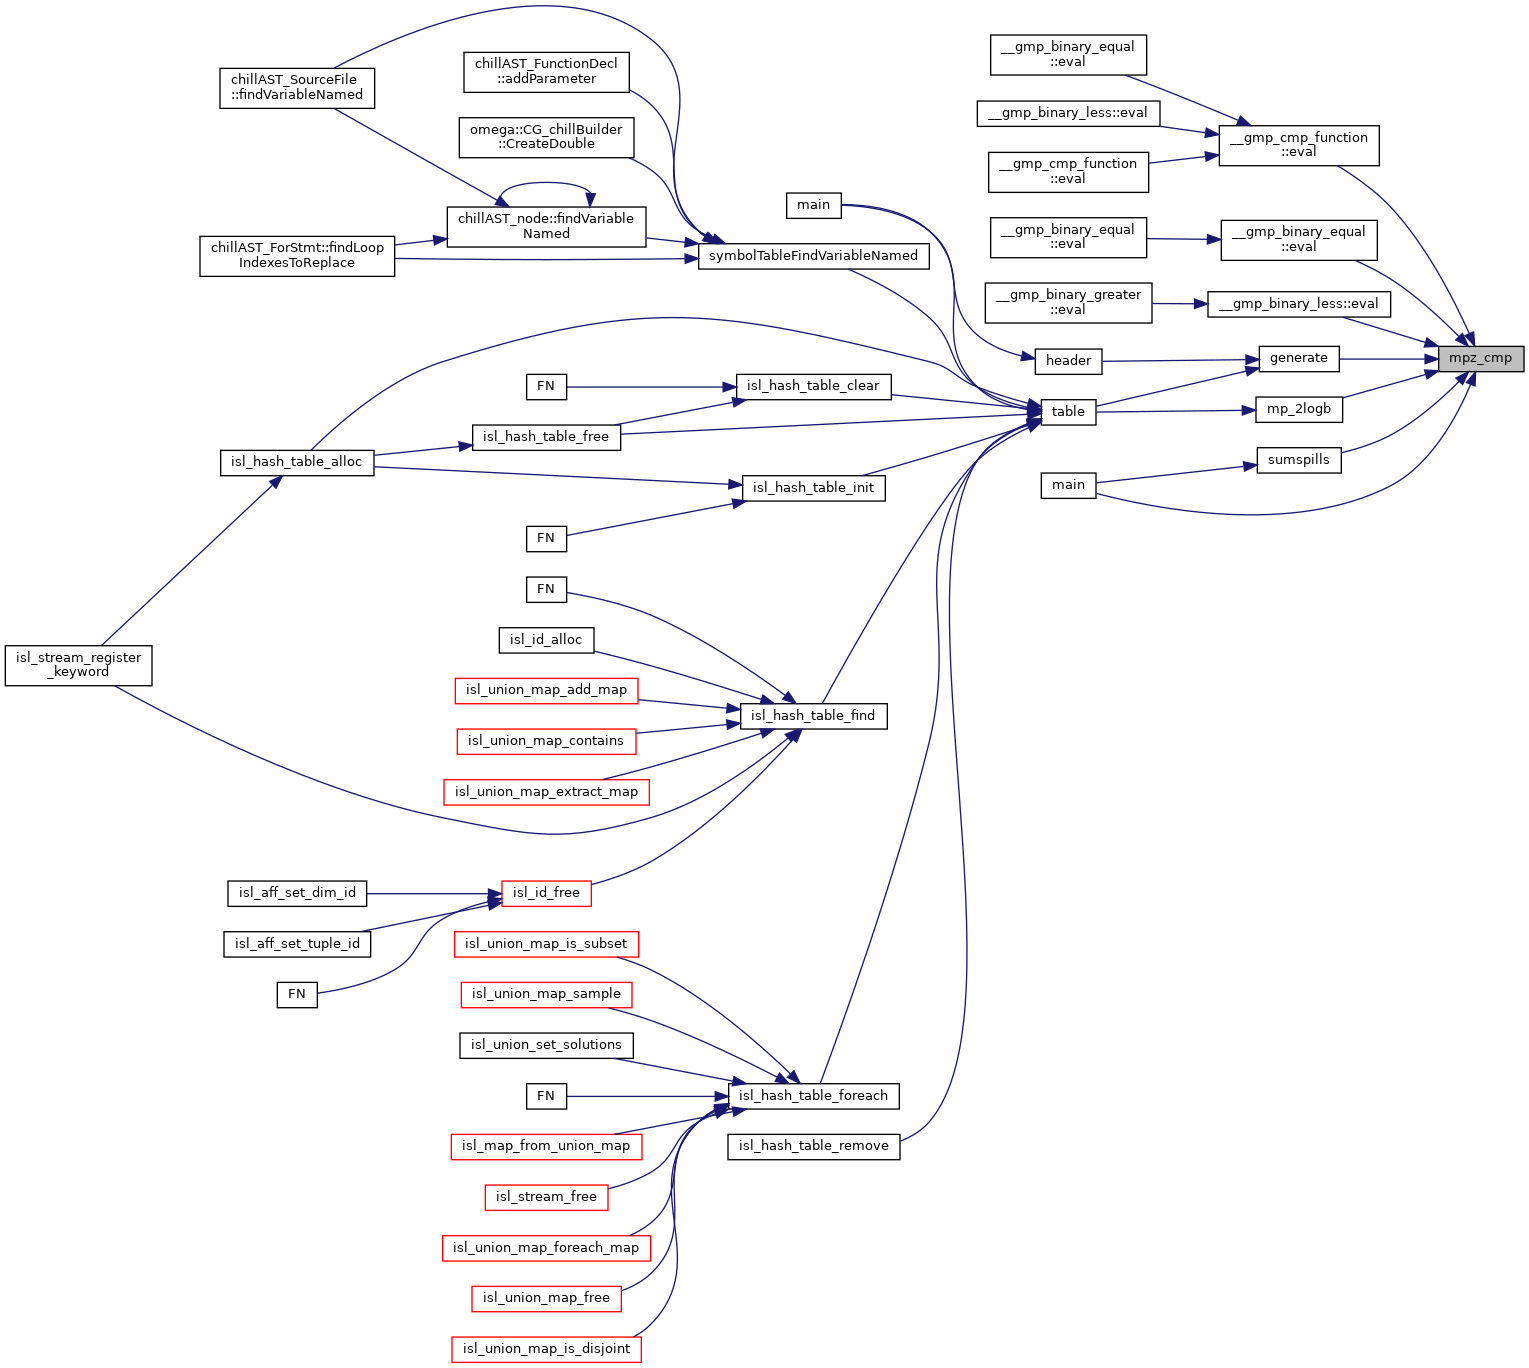 __gmp_binary_equal
::eval
chillAST_FunctionDecl
::addParameter
chillAST_SourceFile
::findVariableNamed
__gmp_binary_less::eval
omega::CG_chillBuilder
::CreateDouble
__gmp_cmp_function
::eval
__gmp_cmp_function
::eval
main
chillAST_node::findVariable
Named
__gmp_binary_equal
::eval
__gmp_binary_equal
::eval
chillAST_ForStmt::findLoop
IndexesToReplace
symbolTableFindVariableNamed
__gmp_binary_greater
::eval
__gmp_binary_less::eval
header
generate
mpz_cmp
FN
isl_hash_table_clear
table
mp_2logb
isl_hash_table_free
isl_hash_table_alloc
sumspills
main
isl_hash_table_init
FN
FN
isl_id_alloc
isl_stream_register
_keyword
isl_union_map_add_map
isl_hash_table_find
isl_union_map_contains
isl_union_map_extract_map
isl_aff_set_dim_id
isl_id_free
isl_aff_set_tuple_id
isl_union_map_is_subset
FN
isl_union_map_sample
isl_union_set_solutions
FN
isl_hash_table_foreach
isl_map_from_union_map
isl_hash_table_remove
isl_stream_free
isl_union_map_foreach_map
isl_union_map_free
isl_union_map_is_disjoint